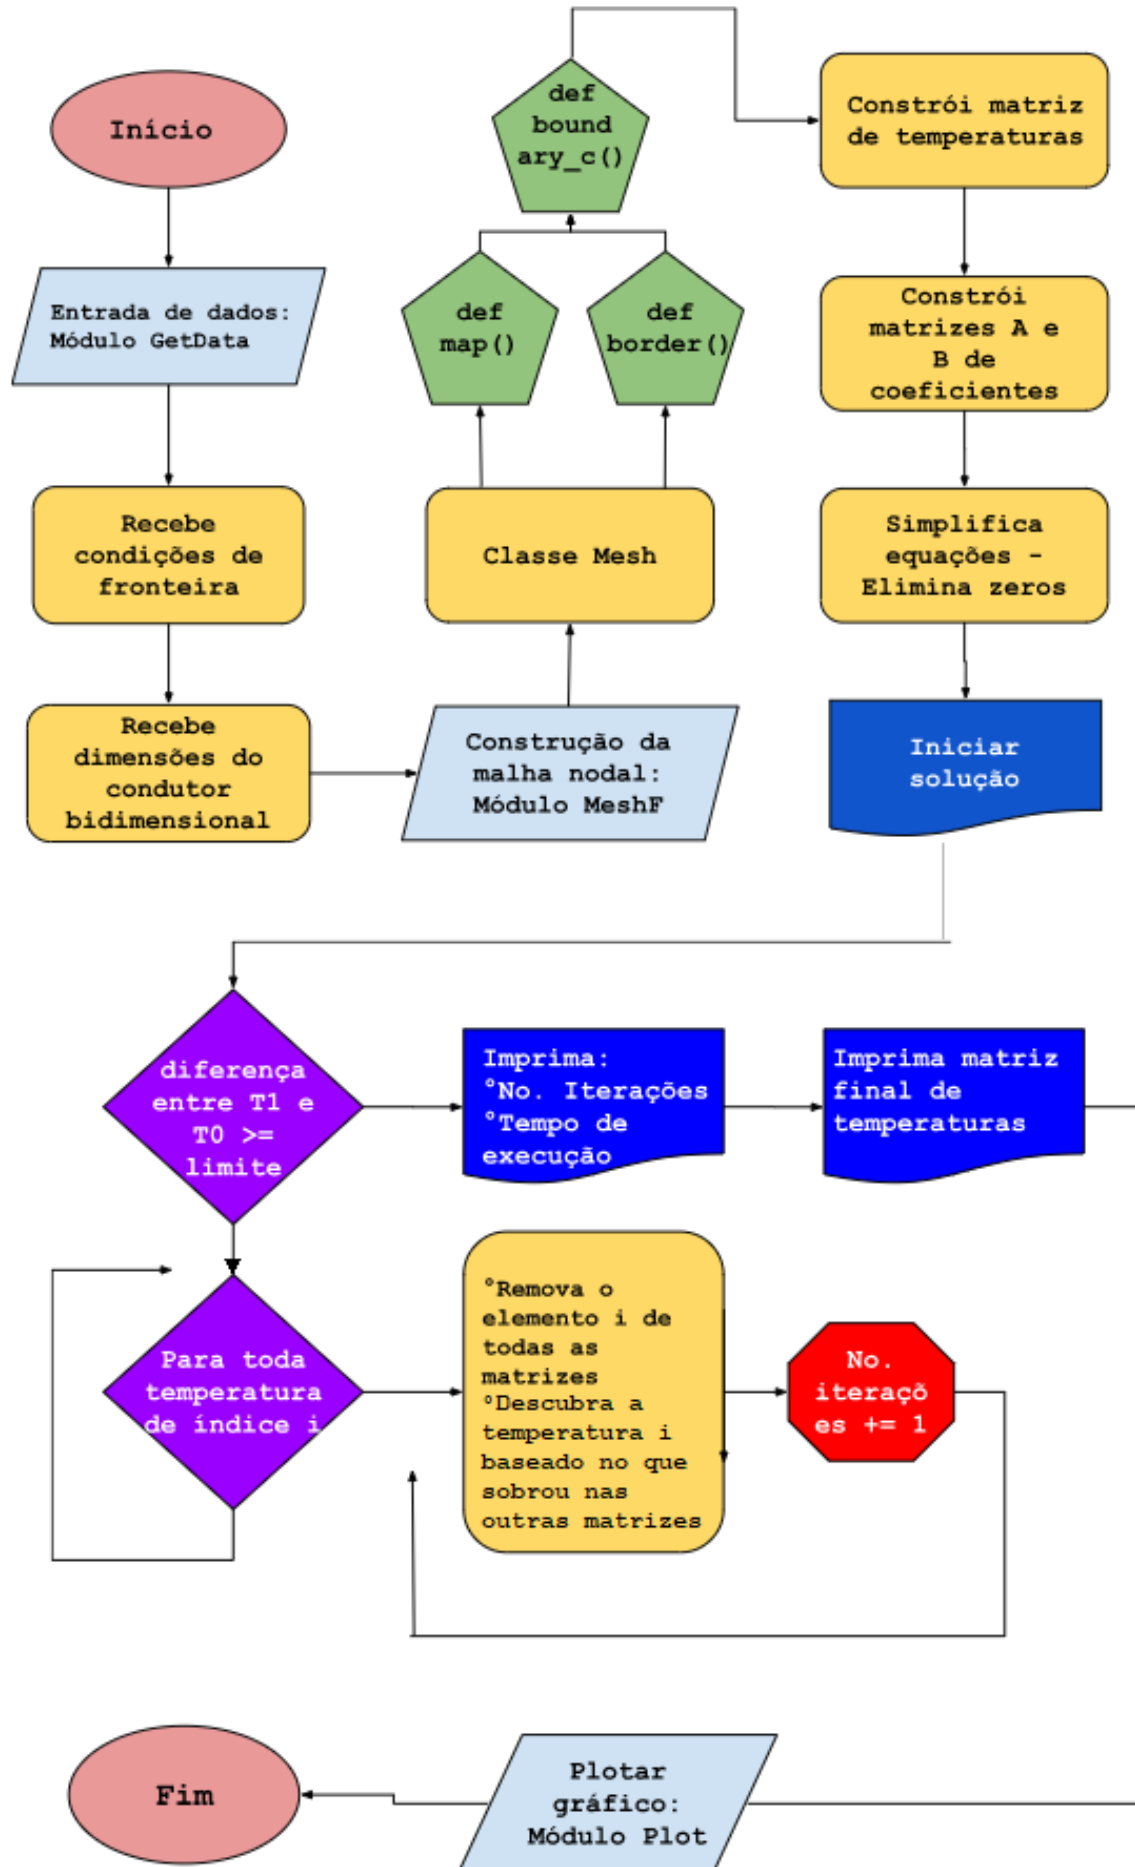 Início
Entrada de dados:
Módulo GetData
Recebe
condições de
fronteira
Recebe
dimensões do
condutor
bidimensional
Construção da
malha nodal:
Módulo MeshF
Classe Mesh
def
map()
def
border()
def
bound
ary_c()
Constrói matriz
de temperaturas
Constrói
matrizes A e
B de
coeficientes
Simplifica
equações -
Elimina zeros
Iniciar
solução
diferença
entre T1 e
T0 >=
limite
Imprima:
°No. Iterações
°Tempo de
execução
Imprima matriz
final de
temperaturas
Para toda
temperatura
de índice i
°Remova o
elemento i de
todas as
matrizes
°Descubra a
temperatura i
baseado no que
sobrou nas
outras matrizes
No.
iteraçõ
es += 1
Plotar
gráfico:
Módulo Plot
Fim